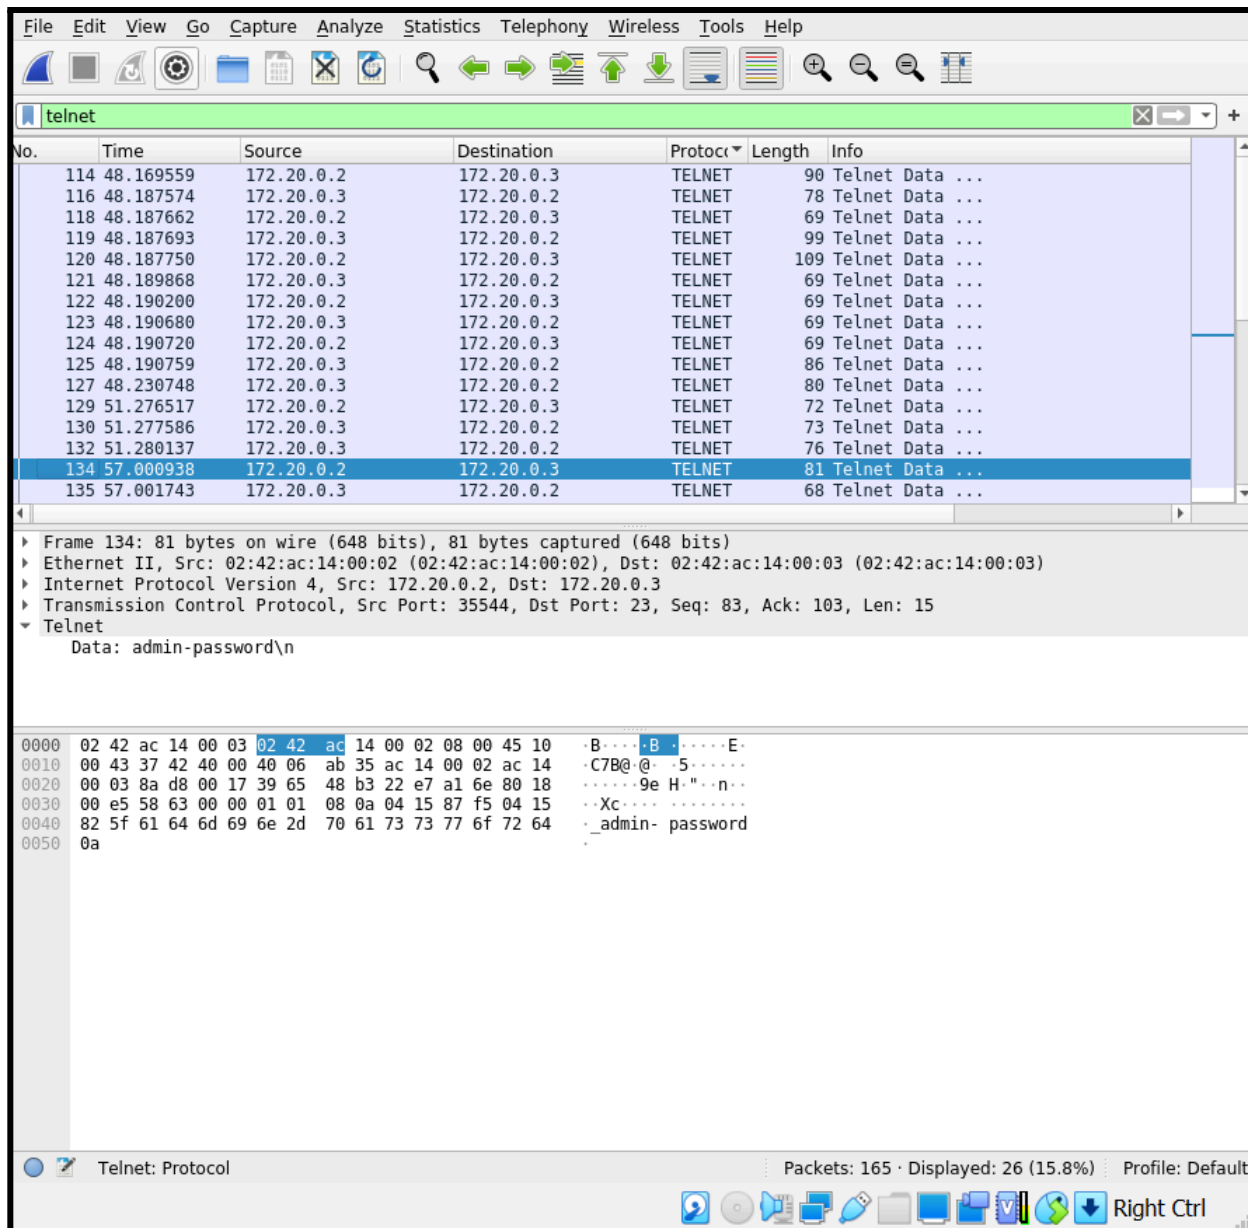 File Edit View Go Capture Analyze Statistics Telephony Wireless Tools Help
telnet
No. Time Source Destination Protoc Length Info
114 48.169559 172.20.0.2 172.20.0.3 TELNET 90 Telnet Data ...
116 48.187574 172.20.0.3 172.20.0.2 TELNET 78 Telnet Data ...
118 48.187662 172.20.0.2 172.20.0.3 TELNET 69 Telnet Data ...
119 48.187693 172.20.0.3 172.20.0.2 TELNET 99 Telnet Data ...
120 48.187750 172.20.0.2 172.20.0.3 TELNET 109 Telnet Data ...
121 48.189868 172.20.0.3 172.20.0.2 TELNET 69 Telnet Data ...
122 48.190200 172.20.0.2 172.20.0.3 TELNET 69 Telnet Data ...
123 48.190680 172.20.0.3 172.20.0.2 TELNET 69 Telnet Data ...
124 48.190720 172.20.0.2 172.20.0.3 TELNET 69 Telnet Data ...
125 48.190759 172.20.0.3 172.20.0.2 TELNET 86 Telnet Data ...
127 48.230748 172.20.0.3 172.20.0.2 TELNET 80 Telnet Data ...
129 51.276517 172.20.0.2 172.20.0.3 TELNET 72 Telnet Data ...
130 51.277586 172.20.0.3 172.20.0.2 TELNET 73 Telnet Data ...
132 51.280137 172.20.0.3 172.20.0.2 TELNET 76 Telnet Data ...
134 57.000938 172.20.0.2 172.20.0.3 TELNET 81 Telnet Data ...
135 57.001743 172.20.0.3 172.20.0.2 TELNET 68 Telnet Data ...
Frame 134: 81 bytes on wire (648 bits), 81 bytes captured (648 bits)
Ethernet II, Src: 02:42:ac:14:00:02 (02:42:ac:14:00:02), Dst: 02:42:ac:14:00:03 (02:42:ac:14:00:03)
Internet Protocol Version 4, Src: 172.20.0.2, Dst: 172.20.0.3
Transmission Control Protocol, Src Port: 35544, Dst Port: 23, Seq: 83, Ack: 103, Len: 15
Telnet
Data: admin-password\n
0000 02 42 ac 14 00 03 02 42 ac 14 00 02 08 00 45 10 ·B·····B ······E·
0010 00 43 37 42 40 00 40 06 ab 35 ac 14 00 02 ac 14 ·C7B@·@· ·5······
0020 00 03 8a d8 00 17 39 65 48 b3 22 e7 a1 6e 80 18 ······9e H·"··n··
0030 00 e5 58 63 00 00 01 01 08 0a 04 15 87 f5 04 15 ··Xc···· ········
0040 82 5f 61 64 6d 69 6e 2d 70 61 73 73 77 6f 72 64 ·_admin- password
0050 0a ·
Telnet: Protocol Packets: 165 · Displayed: 26 (15.8%) Profile: Default
Right Ctrl